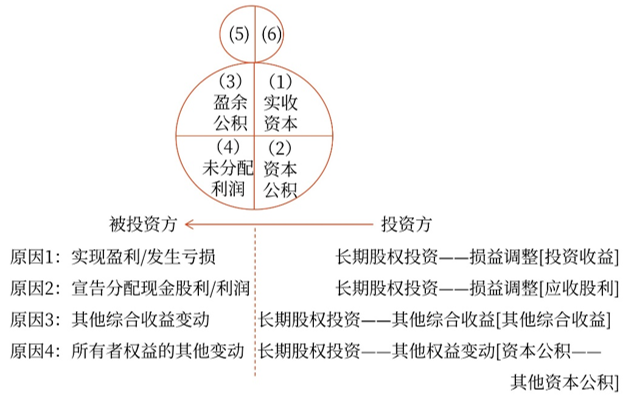 (5) (6)
(3) (1)
盈余 实收
公积 资本
(4) (2)
未分配 资本
利润 公积
被投资方 投资方
原因1：实现盈利/发生亏损 长期股权投资——损益调整[投资收益]
原因2：宣告分配现金股利/利润 长期股权投资——损益调整[应收股利]
原因3：其他综合收益变动 长期股权投资——其他综合收益[其他综合收益]
原因4：所有者权益的其他变动 长期股权投资——其他权益变动[资本公积——
其他资本公积]